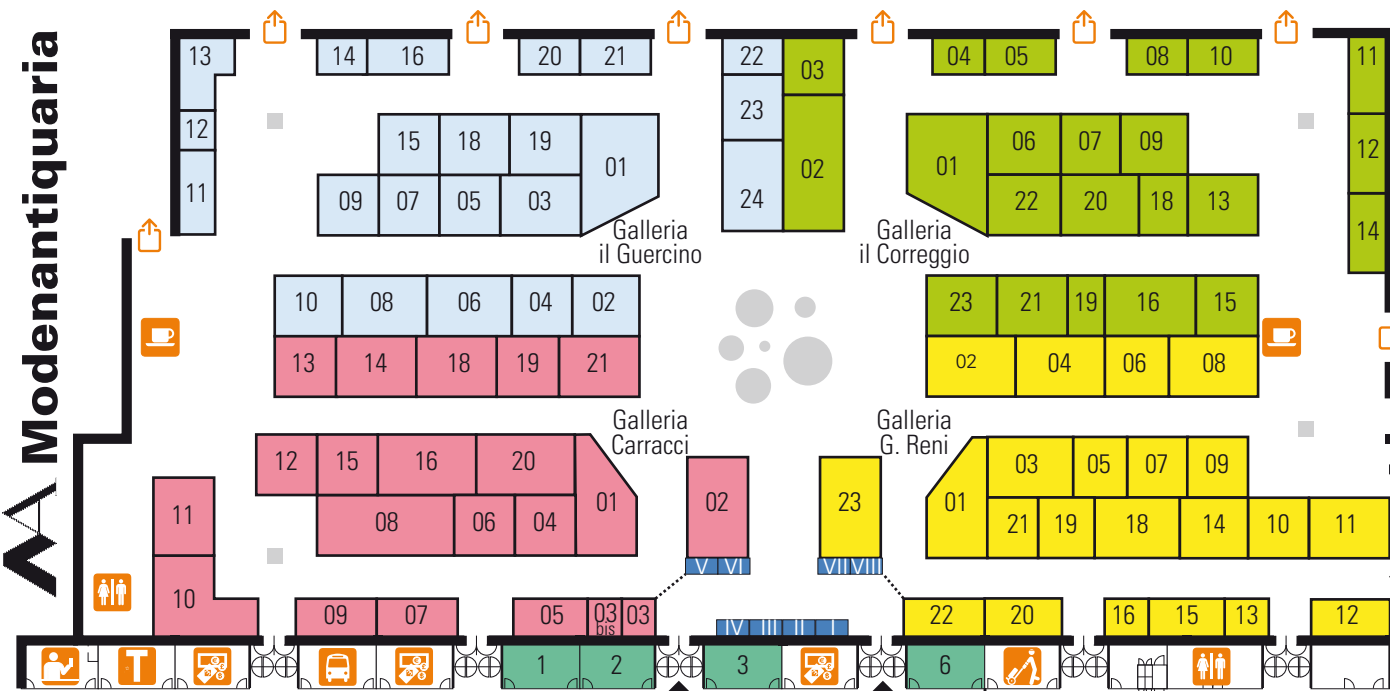 Modenantiquaria
13 14 16 20 21 22 03 04 05 08 10 11
12 15 18 19 01 23 02 01 06 07 09 12
11 09 07 05 03 24 22 20 18 13 14
Galleria
il Guercino
Galleria
il Correggio
10 08 06 04 02 23 21 19 16 15
13 14 18 19 21 02 04 06 08
Galleria
Carracci
Galleria
G. Reni
12 15 16 20 01 02 23 01 03 05 07 09
11 08 06 04 21 19 18 14 10 11
V VI VII VIII
10 09 07 05 03 03 22 20 16 15 13 12
bis
IV III II I
T 1 2 3 6